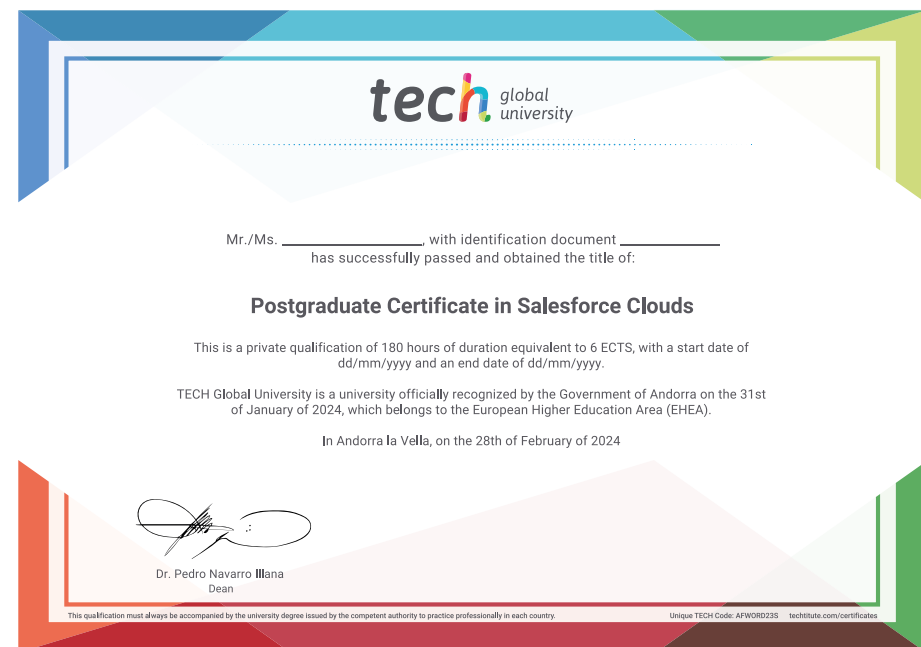 tech global university
Mr./Ms. ____________, with identification document ____________
has successfully passed and obtained the title of:
Postgraduate Certificate in Salesforce Clouds
This is a private qualification of 180 hours of duration equivalent to 6 ECTS, with a start date of
dd/mm/yyyy and an end date of dd/mm/yyyy.
TECH Global University is a university officially recognized by the Government of Andorra on the 31st
of January of 2024, which belongs to the European Higher Education Area (EHEA).
In Andorra la Vella, on the 28th of February of 2024
Dr. Pedro Navarro Illana
Dean
This qualification must always be accompanied by the university degree issued by the competent authority to practice professionally in each country. Unique TECH Code: AFWORD23S techtitute.com/certificates